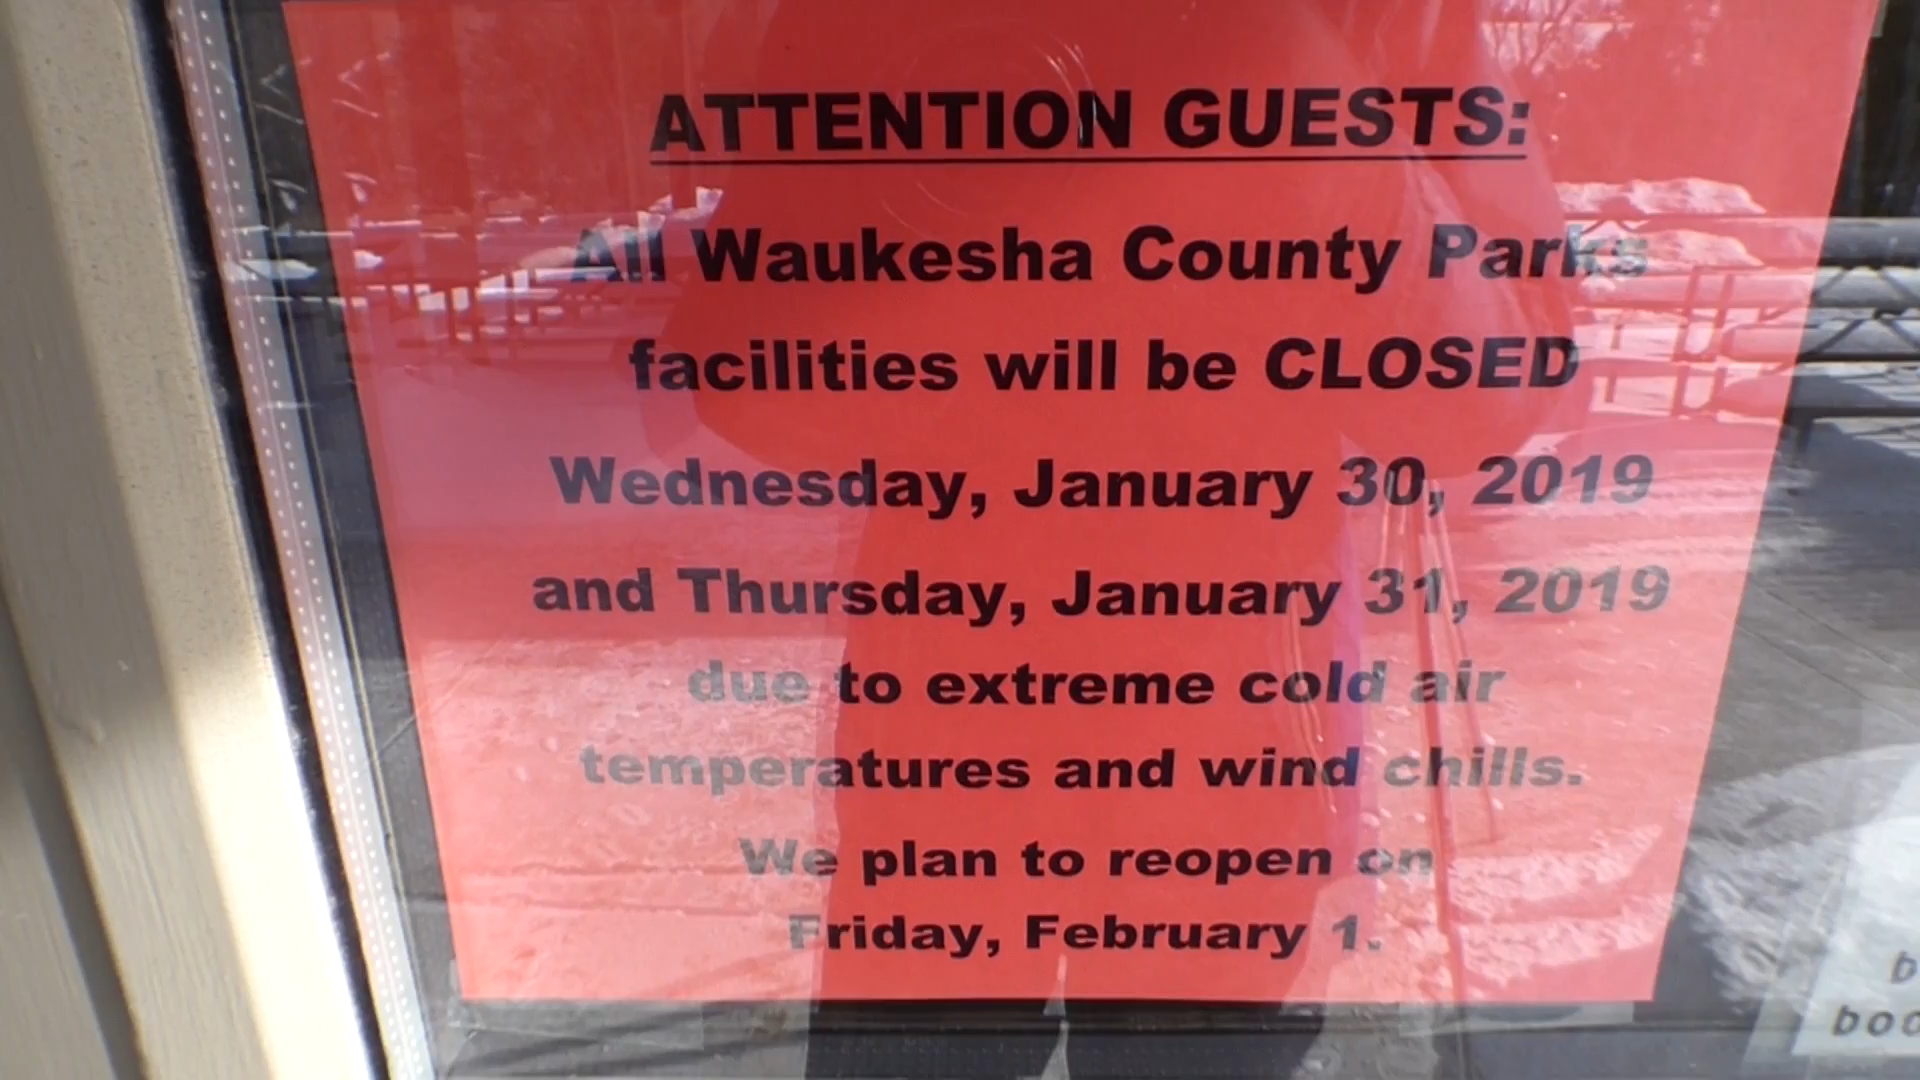 ATTENTION GUESTS:
All Waukesha County Parks
facilities will be CLOSED
Wednesday, January 30, 2019
and Thursday, January 31, 2019
due to extreme cold air
temperatures and wind chills.
We plan to reopen on
Friday, February 1.